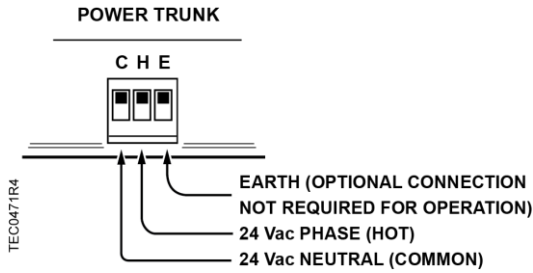 POWER TRUNK
C H E
EARTH (OPTIONAL CONNECTION
NOT REQUIRED FOR OPERATION)
24 Vac PHASE (HOT)
24 Vac NEUTRAL (COMMON)
TEC0471R4